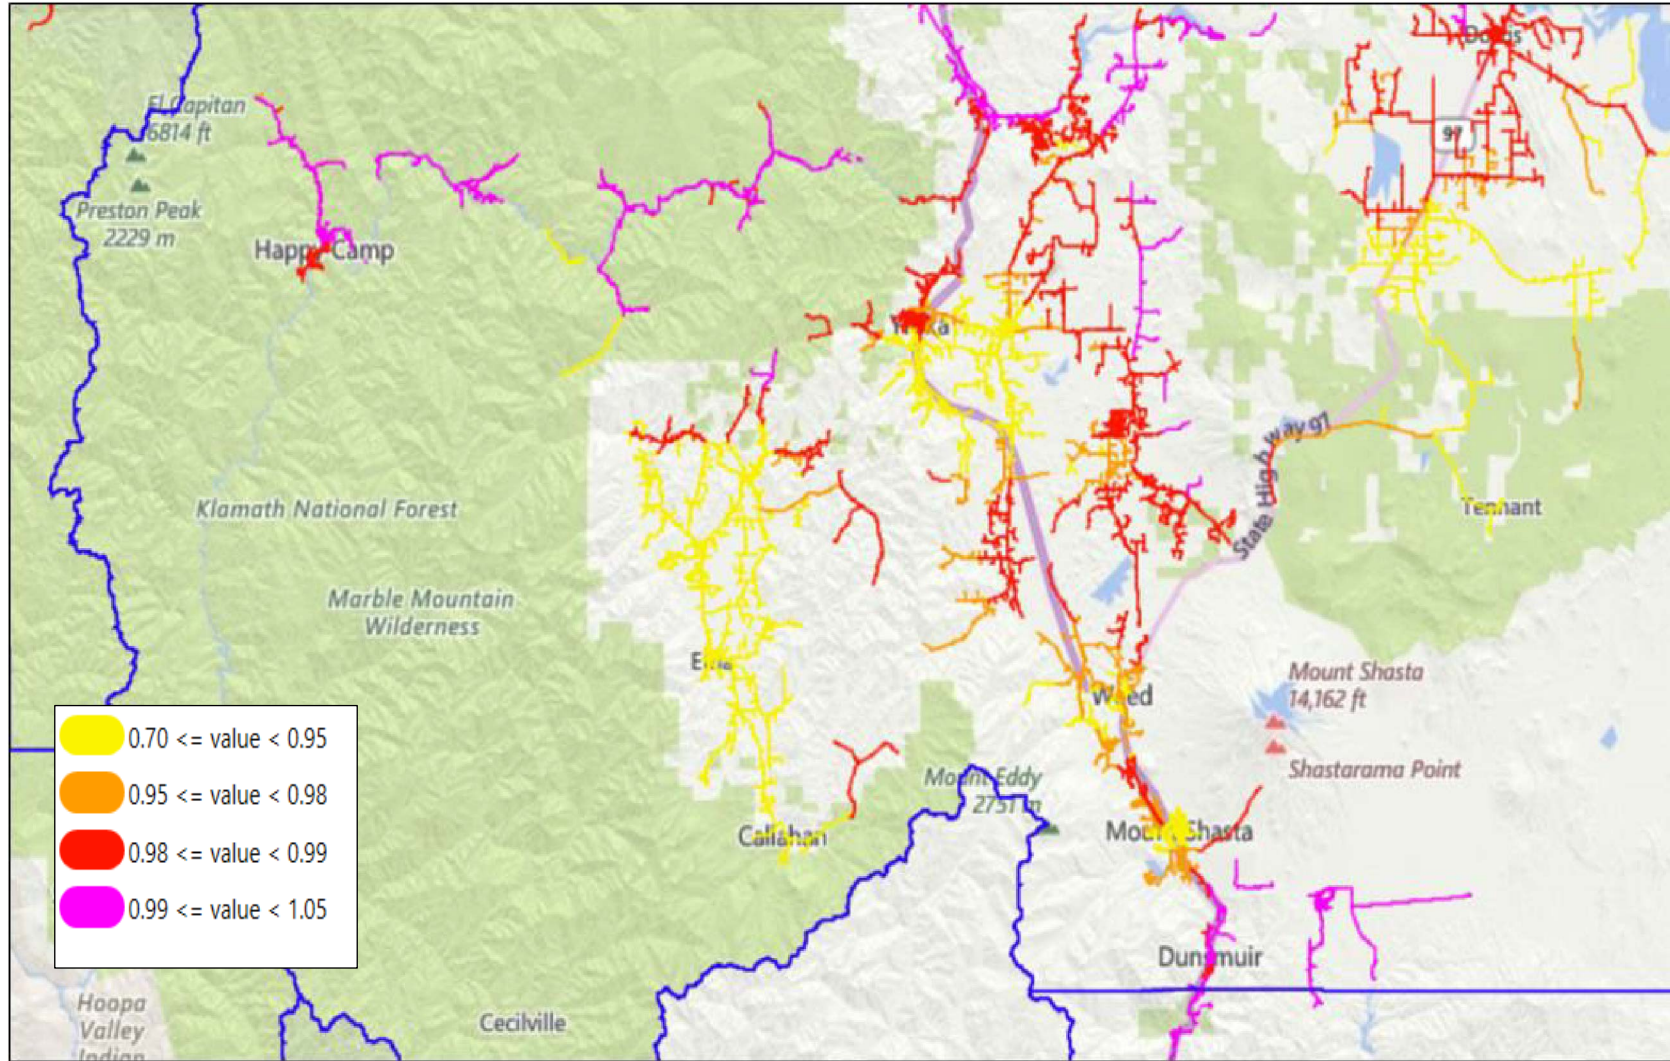 Dorris
El Capitan
6814 ft
97
Preston Peak
2229 m
Happy Camp
Yreka
State Highway 97
Klamath National Forest
Tennant
Marble Mountain
Wilderness
Etna
Mount Shasta
14,162 ft
Weed
0.70 <= value < 0.95
0.95 <= value < 0.98
0.98 <= value < 0.99
0.99 <= value < 1.05
Shastarama Point
Mount Eddy
2751 m
Callahan
Mount Shasta
Dunsmuir
Hoopa
Valley
Indian
Cecilville